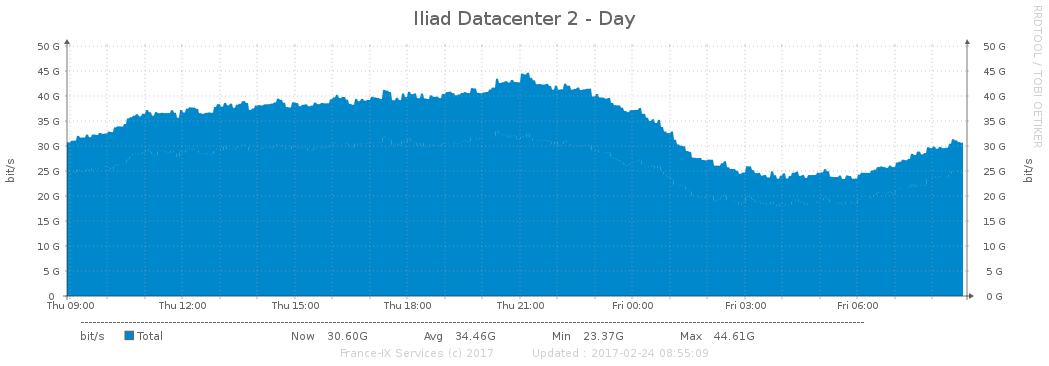 Iliad Datacenter 2 - Day
RRDTOOL / TOBI OETIKER
50 G 50 G
45 G 45 G
40 G 40 G
35 G 35 G
30 G 30 G
25 G 25 G
20 G 20 G
15 G 15 G
10 G 10 G
5 G 5 G
0 0 G
bit/s bit/s
Thu 09:00 Thu 12:00 Thu 15:00 Thu 18:00 Thu 21:00 Fri 00:00 Fri 03:00 Fri 06:00
bit/s Total Now 30.60G Avg 34.46G Min 23.37G Max 44.61G
France-IX Services (c) 2017 Updated : 2017-02-24 08:55:09